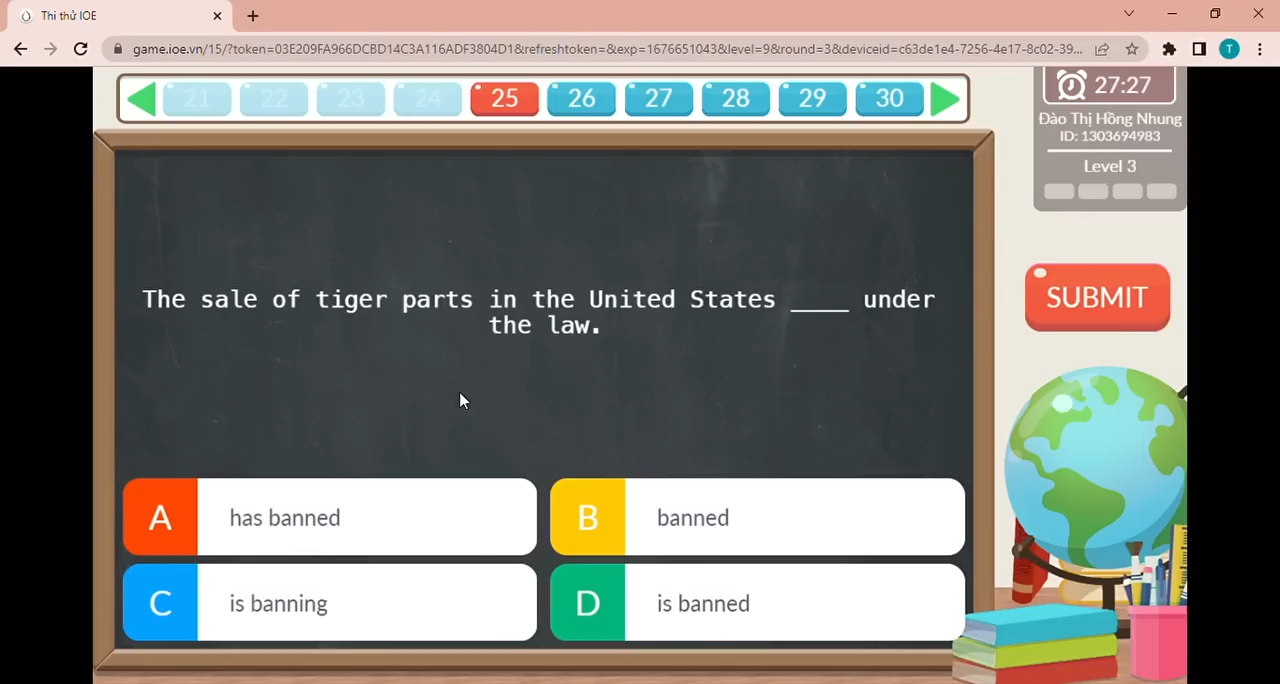 Thi thử IOE
game.ioe.vn/15/?token=03E209FA966DCBD14C3A116ADF3804D1&refreshtoken=&exp=1676651043&level=9&round=3&deviceid=c63de1e4-7256-4e17-8c02-39...
T
21 22 23 24 25 26 27 28 29 30
27:27
Đào Thị Hồng Nhung
ID: 1303694983
Level 3
The sale of tiger parts in the United States ____ under
the law.
SUBMIT
A has banned
B banned
C is banning
D is banned